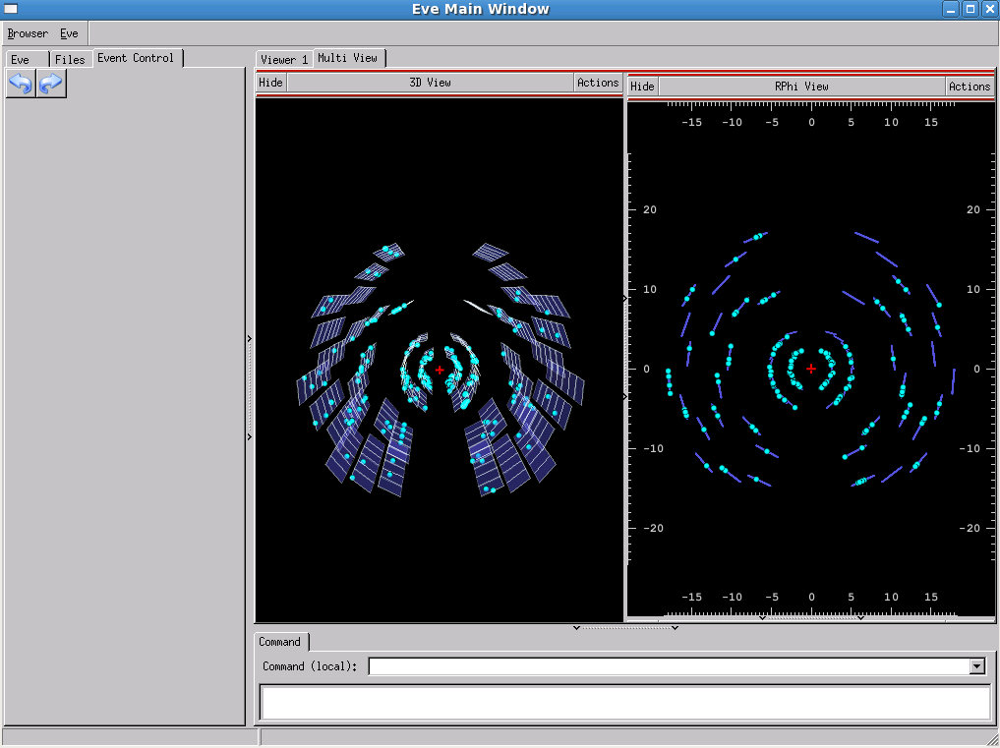 Eve Main Window
Browser Eve
Eve Files Event Control
Viewer 1 Multi View
Hide 3D View Actions
Hide RPhi View Actions
-15 -10 -5 0 5 10 15
20 20
10 10
0 0
-10 -10
-20 -20
-15 -10 -5 0 5 10 15
Command
Command (local):